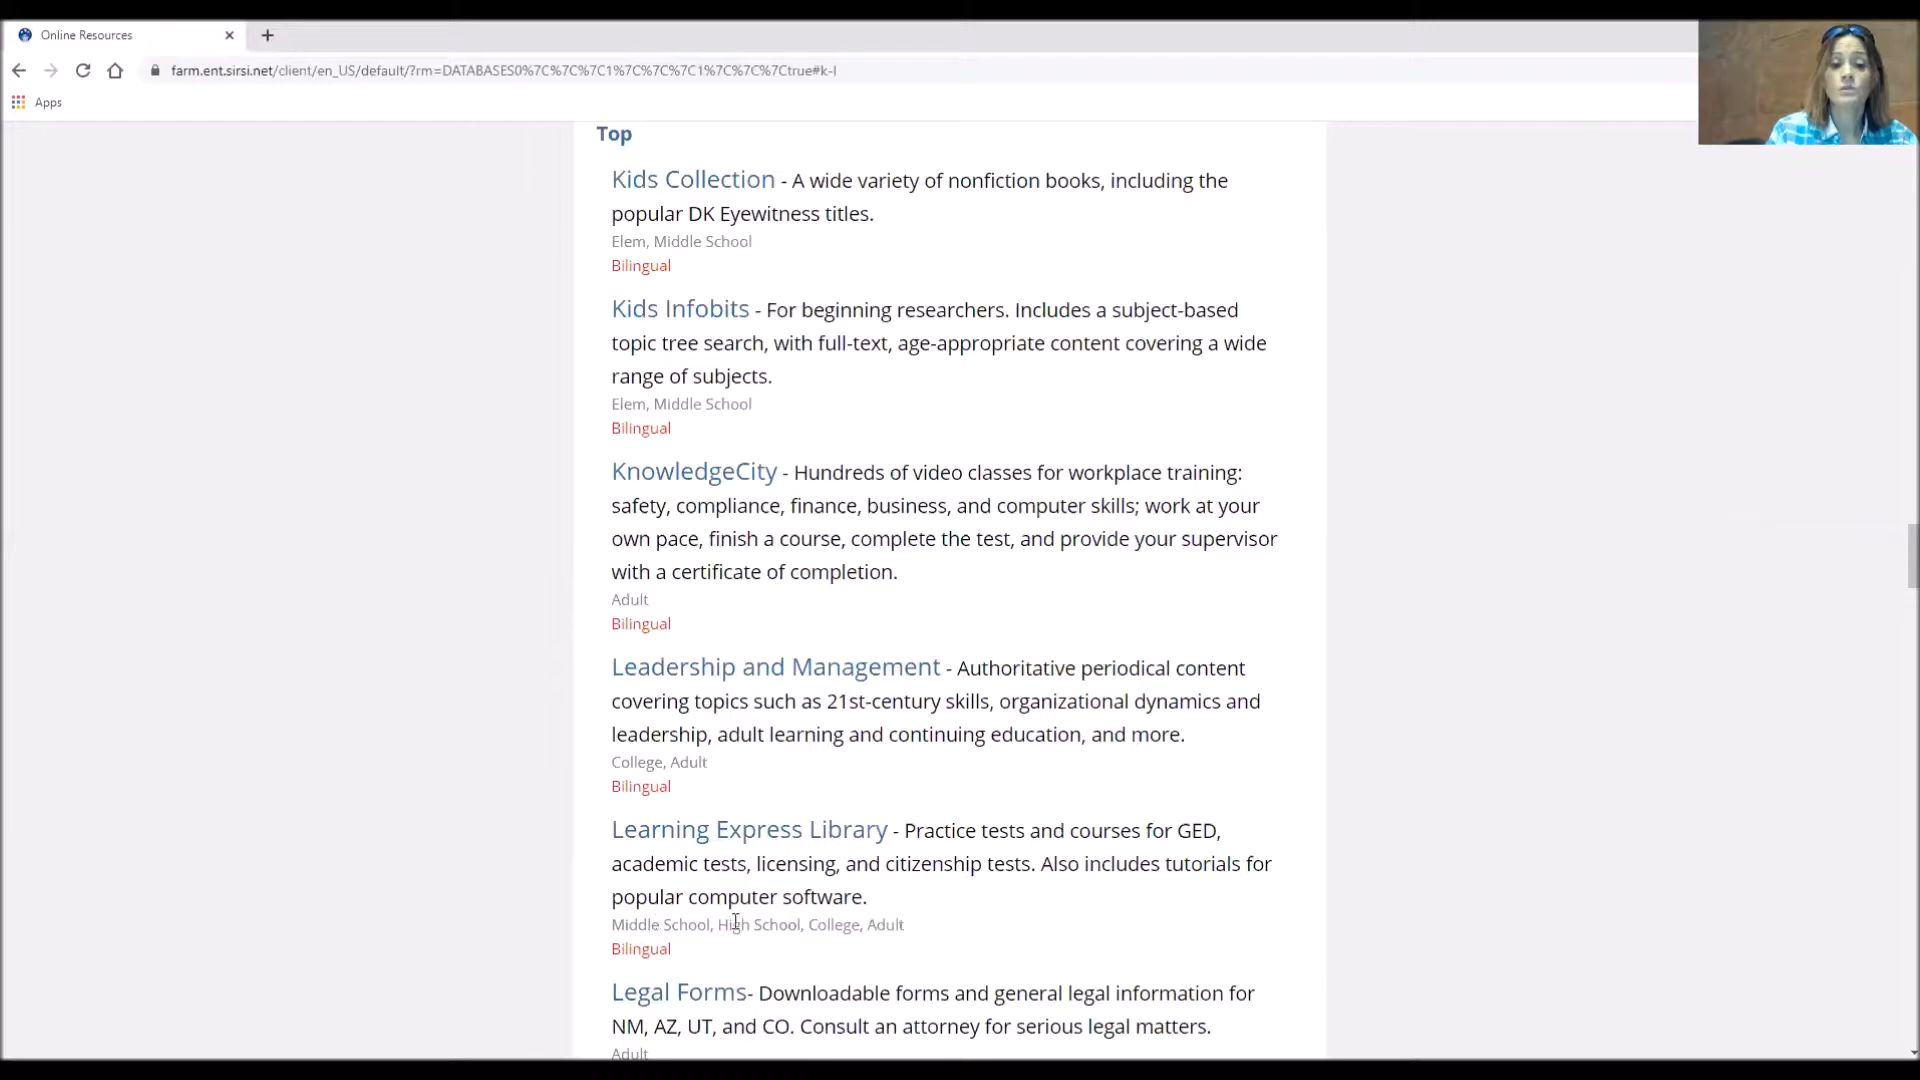 Online Resources
farm.ent.sirsi.net/client/en_US/default/?rm=DATABASES0%7C%7C%7C1%7C%7C%7C1%7C%7C%7Ctrue#k-l
Apps
Top
Kids Collection - A wide variety of nonfiction books, including the
popular DK Eyewitness titles.
Elem, Middle School
Bilingual
Kids Infobits - For beginning researchers. Includes a subject-based
topic tree search, with full-text, age-appropriate content covering a wide
range of subjects.
Elem, Middle School
Bilingual
KnowledgeCity - Hundreds of video classes for workplace training:
safety, compliance, finance, business, and computer skills; work at your
own pace, finish a course, complete the test, and provide your supervisor
with a certificate of completion.
Adult
Bilingual
Leadership and Management - Authoritative periodical content
covering topics such as 21st-century skills, organizational dynamics and
leadership, adult learning and continuing education, and more.
College, Adult
Bilingual
Learning Express Library - Practice tests and courses for GED,
academic tests, licensing, and citizenship tests. Also includes tutorials for
popular computer software.
Middle School, High School, College, Adult
Bilingual
Legal Forms- Downloadable forms and general legal information for
NM, AZ, UT, and CO. Consult an attorney for serious legal matters.
Adult